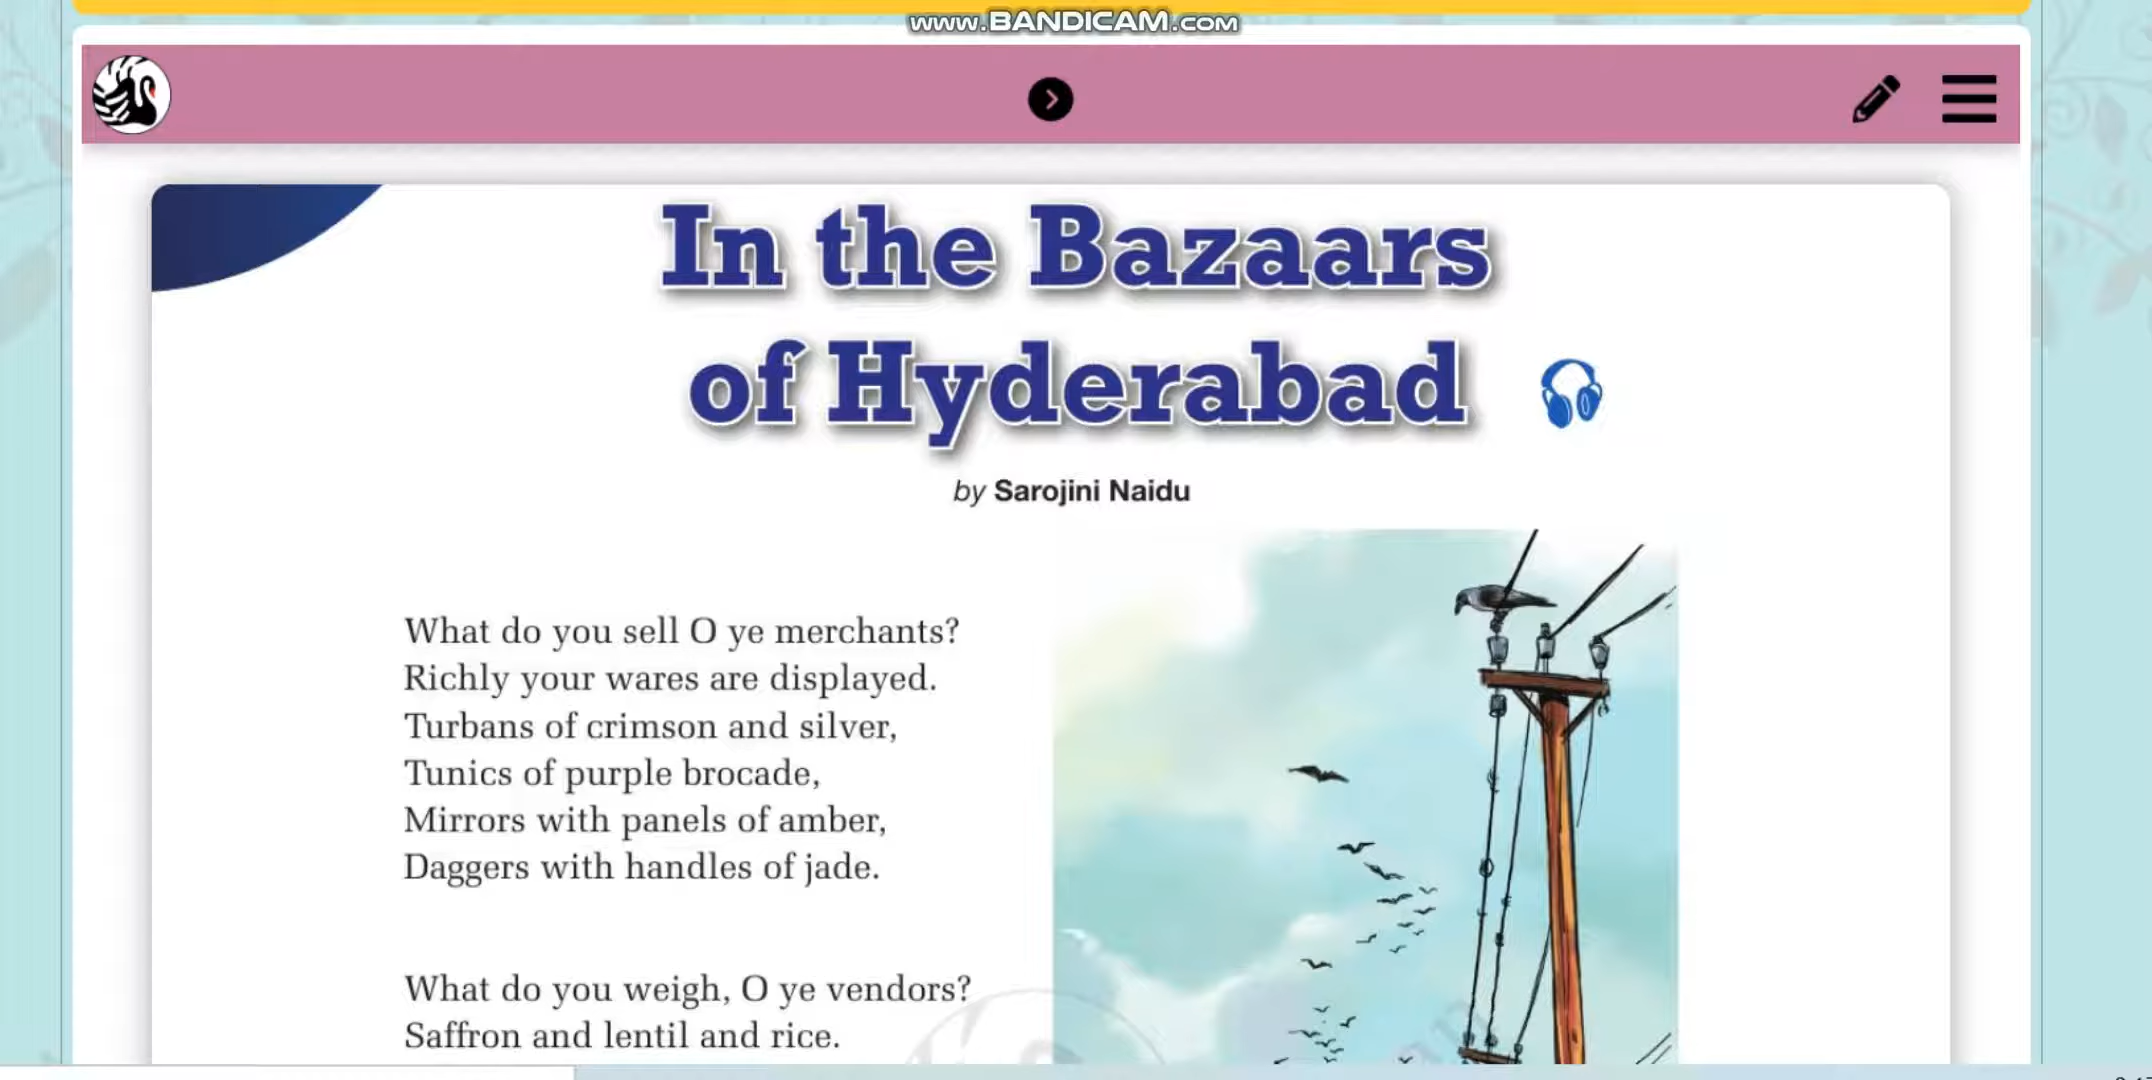 www.BANDICAM.com
In the Bazaars
of Hyderabad
by Sarojini Naidu
What do you sell O ye merchants?
Richly your wares are displayed.
Turbans of crimson and silver,
Tunics of purple brocade,
Mirrors with panels of amber,
Daggers with handles of jade.
What do you weigh, O ye vendors?
Saffron and lentil and rice.